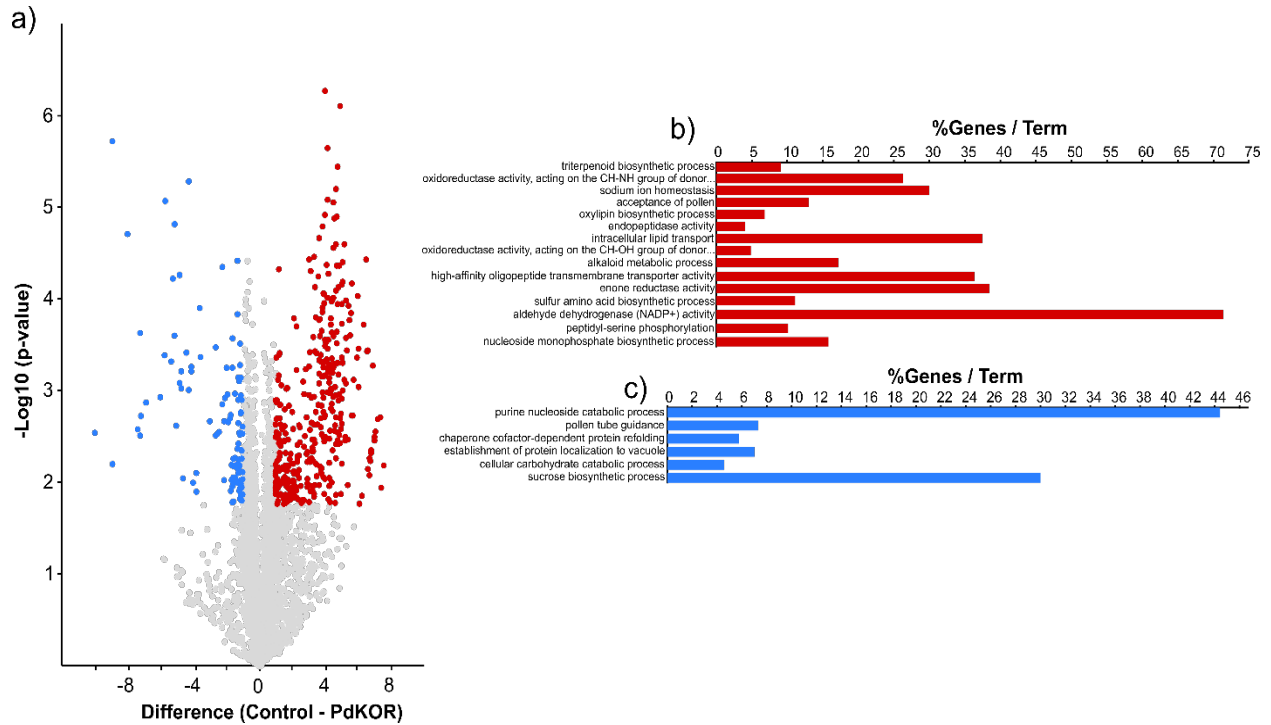 a)
6
5
4
3
2
1
-Log10 (p-value)
-8 -4 0 4 8
Difference (Control - PdKOR)
b)
%Genes / Term
0 5 10 15 20 25 30 35 40 45 50 55 60 65 70 75
triterpenoid biosynthetic process
oxidoreductase activity, acting on the CH-NH group of donor...
sodium ion homeostasis
acceptance of pollen
oxylipin biosynthetic process
endopeptidase activity
intracellular lipid transport
oxidoreductase activity, acting on the CH-OH group of donor...
alkaloid metabolic process
high-affinity oligopeptide transmembrane transporter activity
enone reductase activity
sulfur amino acid biosynthetic process
aldehyde dehydrogenase (NADP+) activity
peptidyl-serine phosphorylation
nucleoside monophosphate biosynthetic process
c)
%Genes / Term
0 2 4 6 8 10 12 14 16 18 20 22 24 26 28 30 32 34 36 38 40 42 44 46
purine nucleoside catabolic process
pollen tube guidance
chaperone cofactor-dependent protein refolding
establishment of protein localization to vacuole
cellular carbohydrate catabolic process
sucrose biosynthetic process